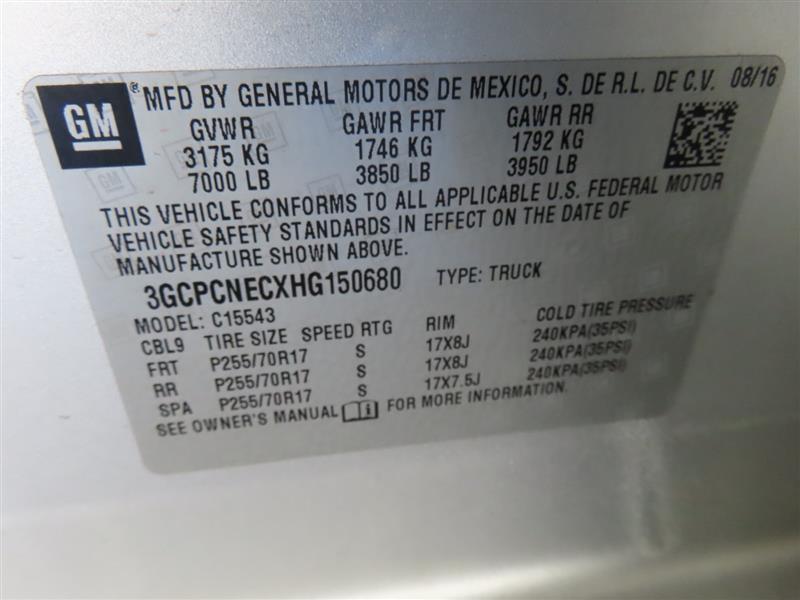 GM ® MFD BY GENERAL MOTORS DE MEXICO, S. DE R.L. DE C.V. 08/16
GVWR GAWR FRT GAWR RR
3175 KG 1746 KG 1792 KG
7000 LB 3850 LB 3950 LB
THIS VEHICLE CONFORMS TO ALL APPLICABLE U.S. FEDERAL MOTOR
VEHICLE SAFETY STANDARDS IN EFFECT ON THE DATE OF
MANUFACTURE SHOWN ABOVE.
3GCPCNECXHG150680 TYPE: TRUCK
MODEL: C15543
CBL9 TIRE SIZE SPEED RTG RIM COLD TIRE PRESSURE
FRT P255/70R17 S 17X8J 240KPA(35PSI)
RR P255/70R17 S 17X8J 240KPA(35PSI)
SPA P255/70R17 S 17X7.5J 240KPA(35PSI)
SEE OWNER'S MANUAL i FOR MORE INFORMATION.